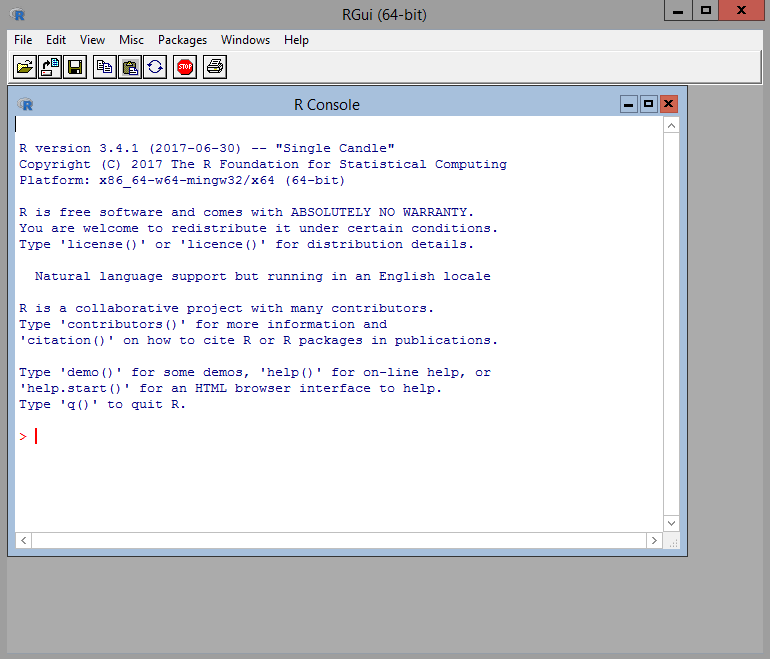 RGui (64-bit)
File Edit View Misc Packages Windows Help
STOP
R Console
R version 3.4.1 (2017-06-30) -- "Single Candle"
Copyright (C) 2017 The R Foundation for Statistical Computing
Platform: x86_64-w64-mingw32/x64 (64-bit)
R is free software and comes with ABSOLUTELY NO WARRANTY.
You are welcome to redistribute it under certain conditions.
Type 'license()' or 'licence()' for distribution details.
Natural language support but running in an English locale
R is a collaborative project with many contributors.
Type 'contributors()' for more information and
'citation()' on how to cite R or R packages in publications.
Type 'demo()' for some demos, 'help()' for on-line help, or
'help.start()' for an HTML browser interface to help.
Type 'q()' to quit R.
>